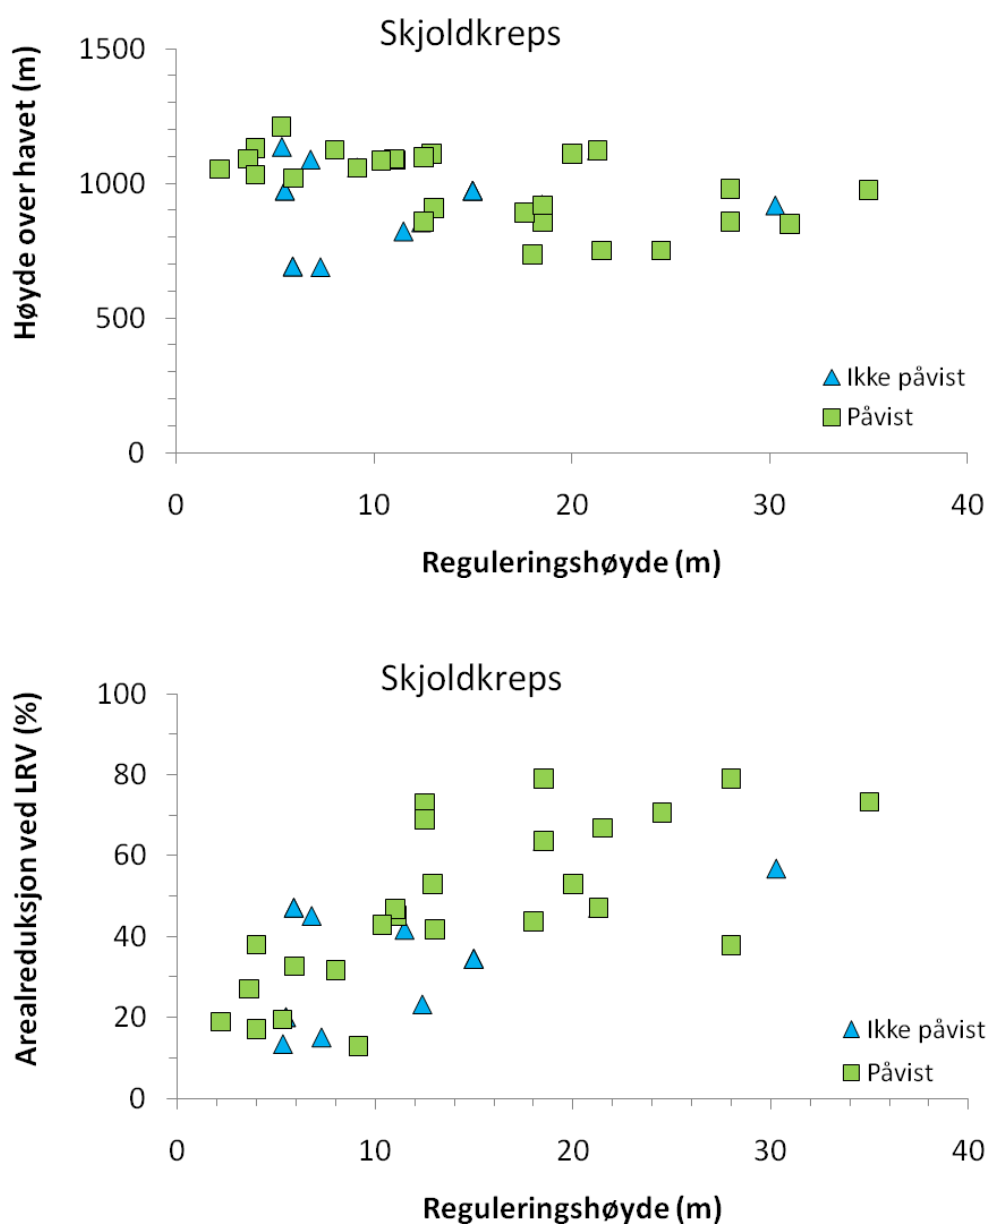 Skjoldkreps
Høyde over havet (m)
1500
1000
500
0
Ikke påvist
Påvist
0 10 20 30 40
Reguleringshøyde (m)
Skjoldkreps
Arealreduksjon ved LRV (%)
100
80
60
40
20
0
Ikke påvist
Påvist
0 10 20 30 40
Reguleringshøyde (m)